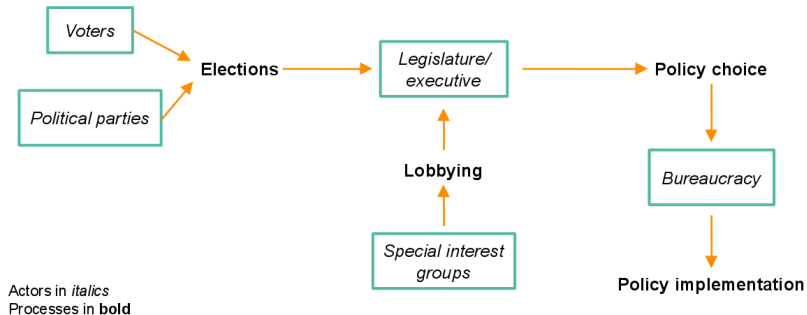 Voters
Political parties
Elections
Legislature/
executive
Policy choice
Lobbying
Bureaucracy
Special interest
groups
Policy implementation
Actors in italics
Processes in bold